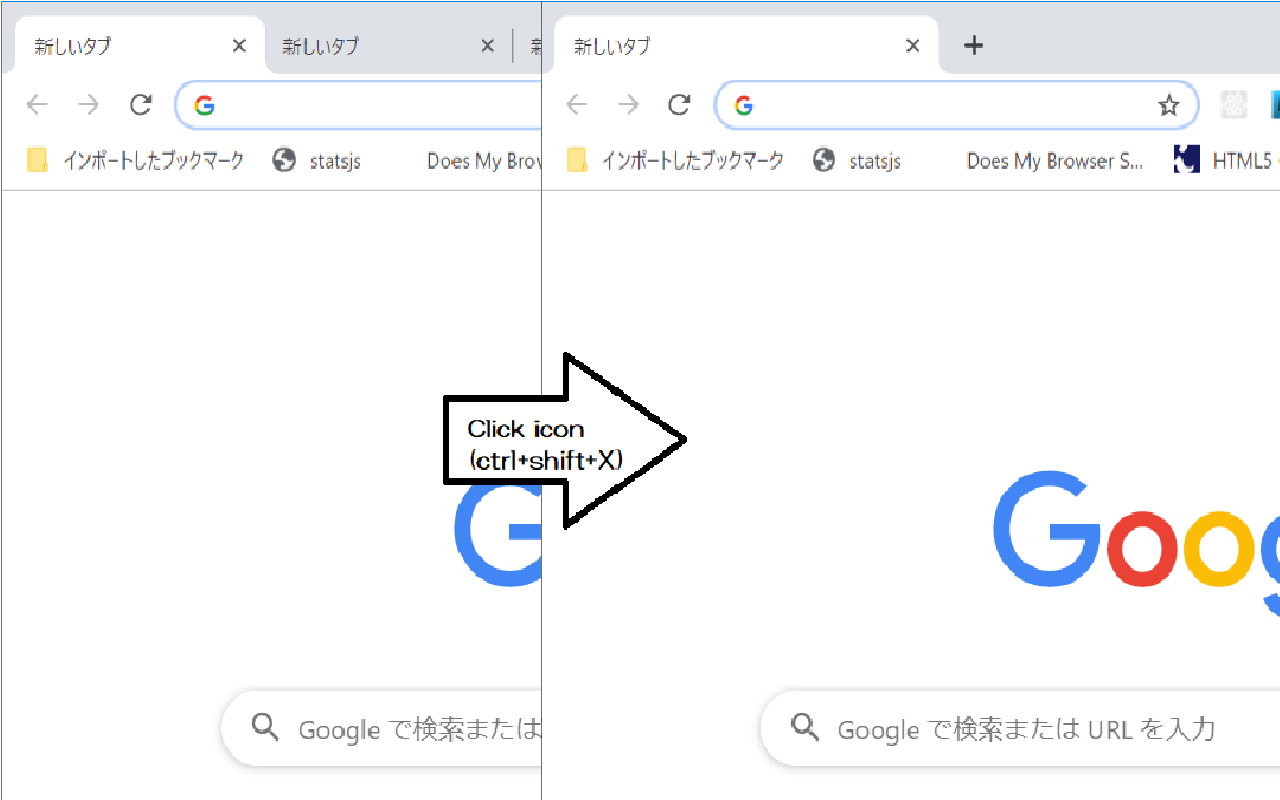 新しいタブ 新しいタブ
インポートしたブックマーク statsjs Does My Brow
Google で検索または
新しいタブ
インポートしたブックマーク statsjs Does My Browser S... HTML5
Goog
Google で検索または URL を入力
Click icon
(ctrl+shift+X)